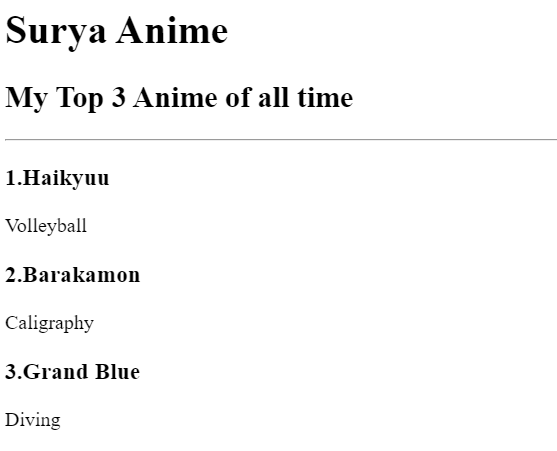 Surya Anime
My Top 3 Anime of all time
1.Haikyuu
Volleyball
2.Barakamon
Caligraphy
3.Grand Blue
Diving